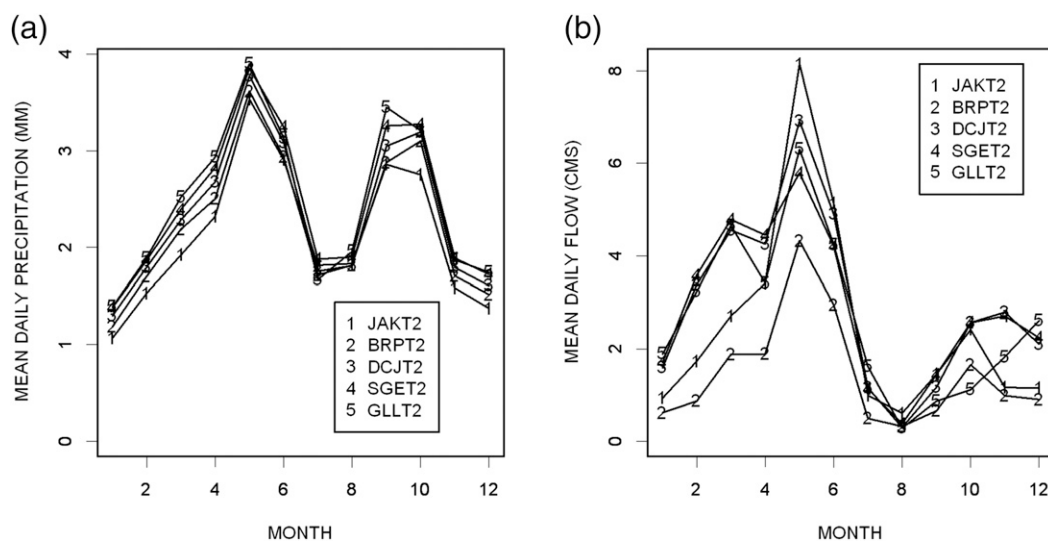 (a)
MEAN DAILY PRECIPITATION (MM)
4
3
2
1
0
1 JAKT2
2 BRPT2
3 DCJT2
4 SGET2
5 GLLT2
2 4 6 8 10 12
MONTH
(b)
MEAN DAILY FLOW (CMS)
8
6
4
2
0
1 JAKT2
2 BRPT2
3 DCJT2
4 SGET2
5 GLLT2
2 4 6 8 10 12
MONTH